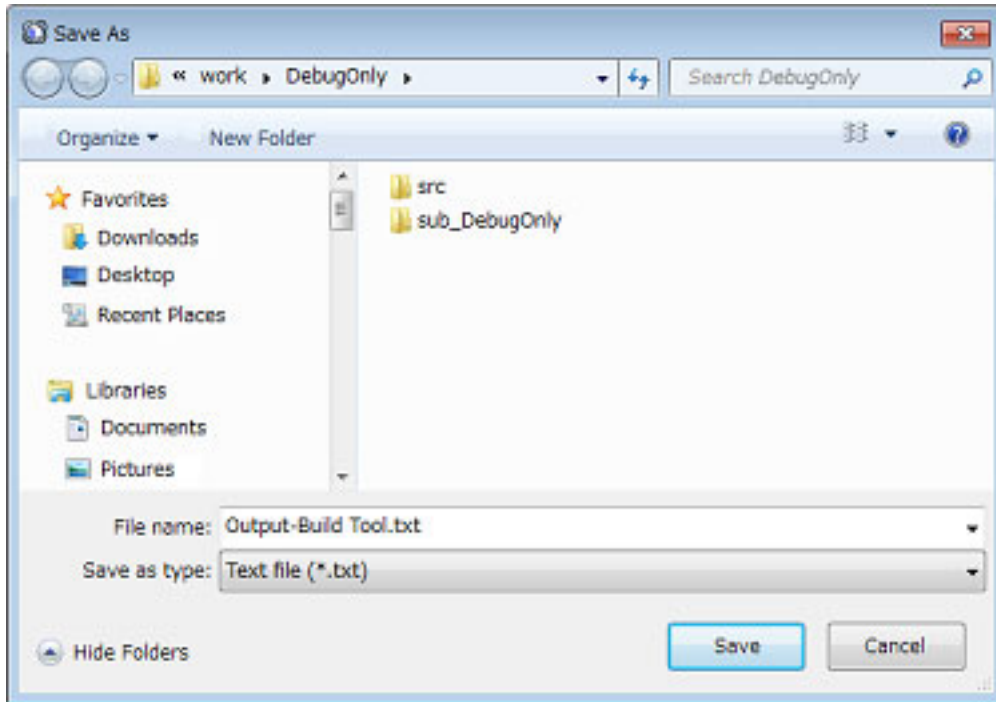 Save As
« work ▸ DebugOnly ▸
Search DebugOnly
Organize ▾ New Folder
Favorites
Downloads
Desktop
Recent Places
Libraries
Documents
Pictures
src
sub_DebugOnly
File name: Output-Build Tool.txt
Save as type: Text file (*.txt)
Hide Folders
Save
Cancel